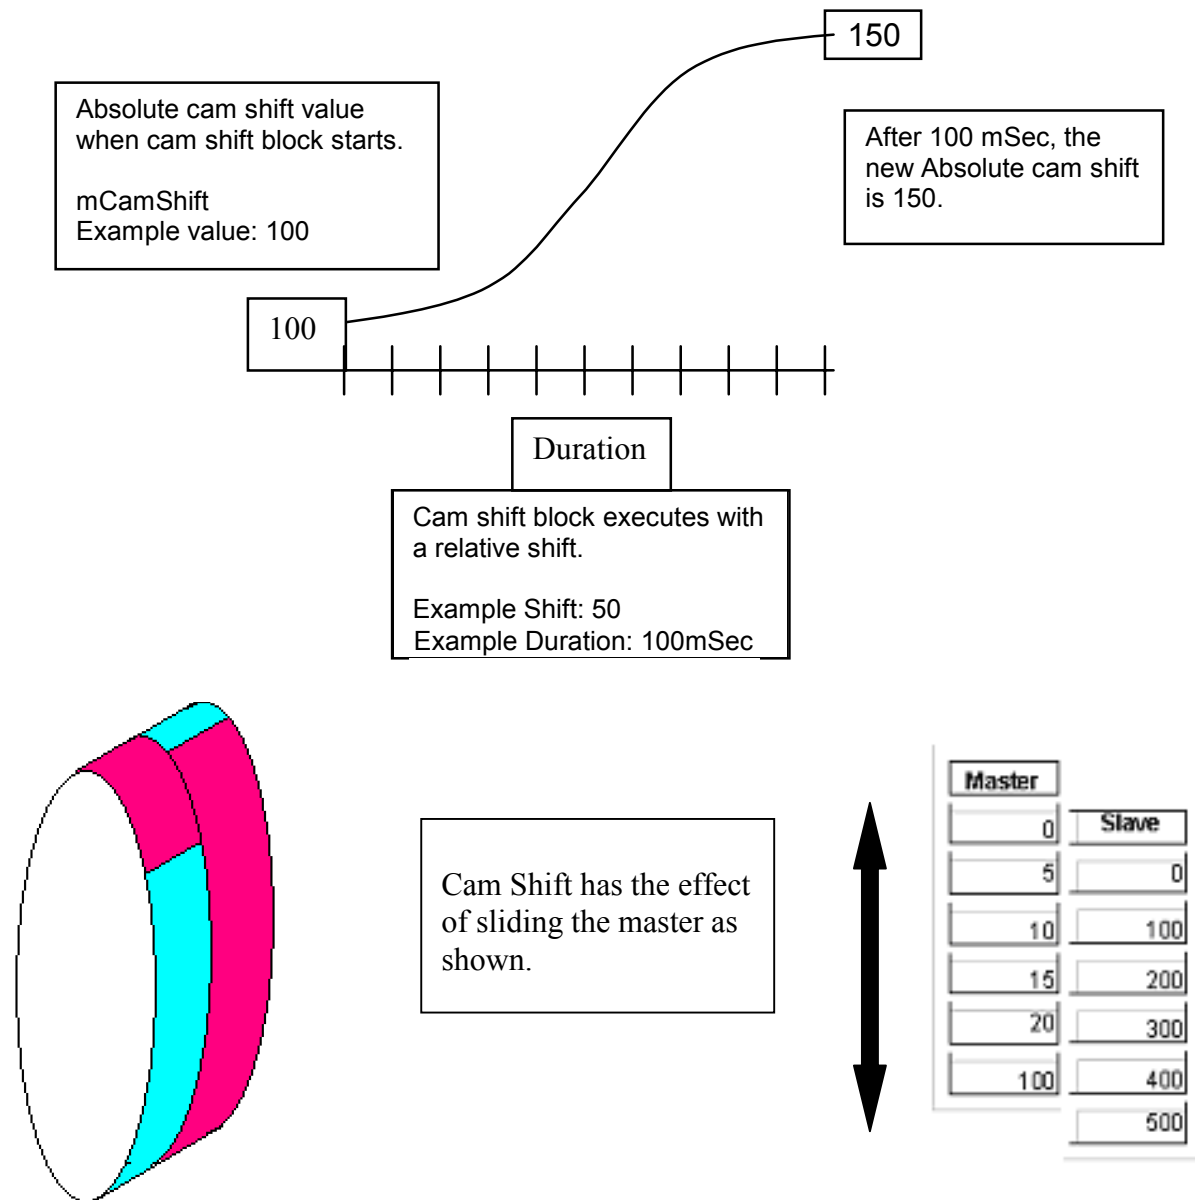 150
Absolute cam shift value
when cam shift block starts.
mCamShift
Example value: 100
After 100 mSec, the
new Absolute cam shift
is 150.
100
Duration
Cam shift block executes with
a relative shift.
Example Shift: 50
Example Duration: 100mSec
Cam Shift has the effect
of sliding the master as
shown.
Master
0
5
10
15
20
100
Slave
0
100
200
300
400
500